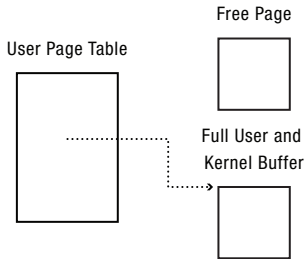 Free Page
User Page Table
Full User and
Kernel Buffer